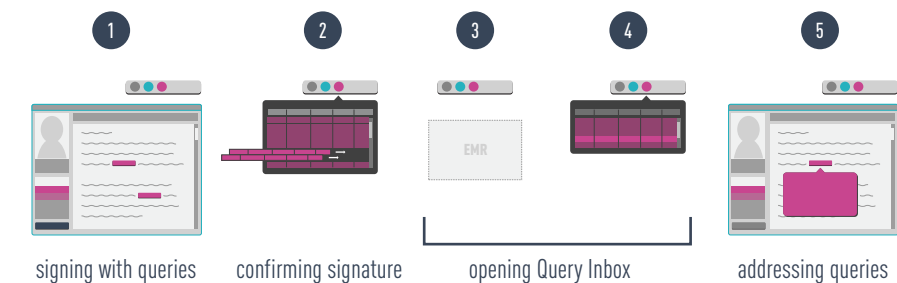 1 2 3 4 5
EMR
signing with queries confirming signature opening Query Inbox addressing queries